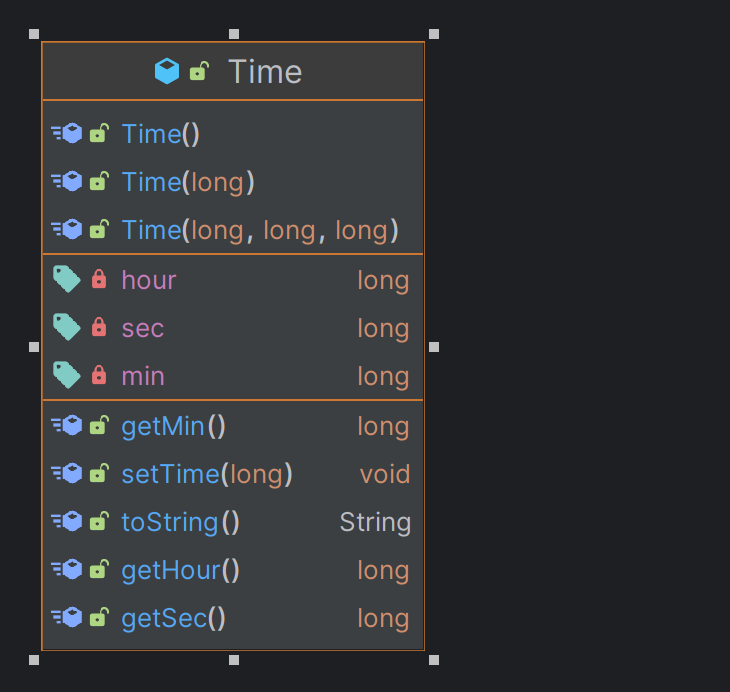 Time
Time()
Time(long)
Time(long, long, long)
hour long
sec long
min long
getMin() long
setTime(long) void
toString() String
getHour() long
getSec() long